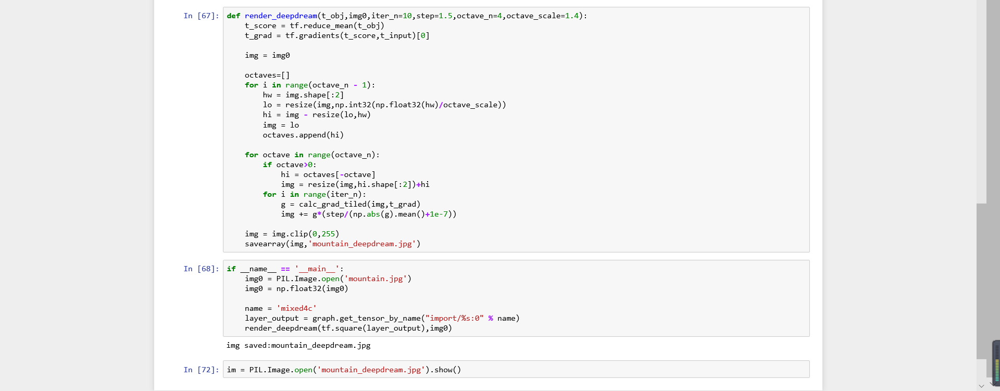 In [67]: def render_deepdream(t_obj,img0,iter_n=10,step=1.5,octave_n=4,octave_scale=1.4):
    t_score = tf.reduce_mean(t_obj)
    t_grad = tf.gradients(t_score,t_input)[0]

    img = img0

    octaves=[]
    for i in range(octave_n - 1):
        hw = img.shape[:2]
        lo = resize(img,np.int32(np.float32(hw)/octave_scale))
        hi = img - resize(lo,hw)
        img = lo
        octaves.append(hi)

    for octave in range(octave_n):
        if octave>0:
            hi = octaves[-octave]
            img = resize(img,hi.shape[:2])+hi
        for i in range(iter_n):
            g = calc_grad_tiled(img,t_grad)
            img += g*(step/(np.abs(g).mean()+1e-7))

    img = img.clip(0,255)
    savearray(img,'mountain_deepdream.jpg')
In [68]: if __name__ == '__main__':
    img0 = PIL.Image.open('mountain.jpg')
    img0 = np.float32(img0)

    name = 'mixed4c'
    layer_output = graph.get_tensor_by_name("import/%s:0" % name)
    render_deepdream(tf.square(layer_output),img0)
img saved:mountain_deepdream.jpg
In [72]: im = PIL.Image.open('mountain_deepdream.jpg').show()